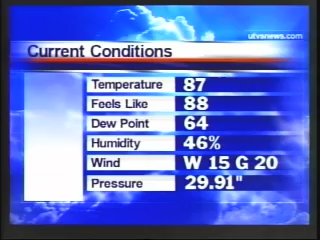 utvsnews.com
Current Conditions
Temperature 87
Feels Like 88
Dew Point 64
Humidity 46%
Wind W 15 G 20
Pressure 29.91"